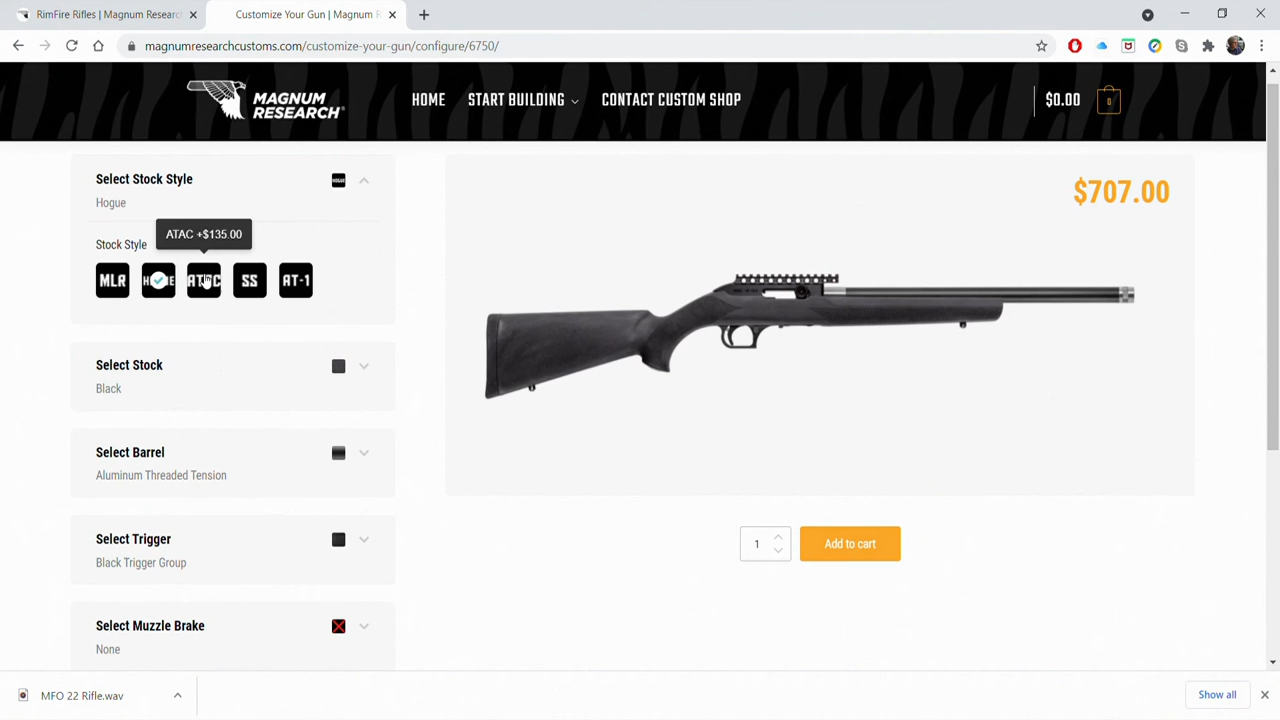 RimFire Rifles | Magnum Researc
Customize Your Gun | Magnum R
magnumresearchcustoms.com/customize-your-gun/configure/6750/
MAGNUM
RESEARCH
HOME
START BUILDING
CONTACT CUSTOM SHOP
$0.00
0
Select Stock Style
HOGUE
Hogue
$707.00
ATAC +$135.00
Stock Style
MLR
SS
AT-1
Select Stock
Black
Select Barrel
Aluminum Threaded Tension
Select Trigger
Black Trigger Group
Select Muzzle Brake
None
1
Add to cart
MFO 22 Rifle.wav
Show all